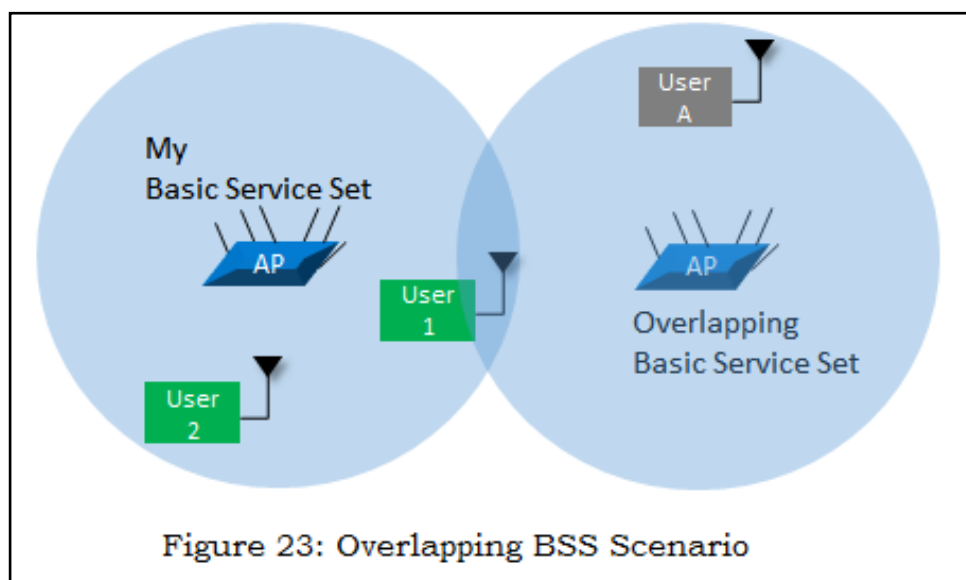 User
A
My
Basic Service Set
AP
AP
User
1
Overlapping
Basic Service Set
User
2
Figure 23: Overlapping BSS Scenario